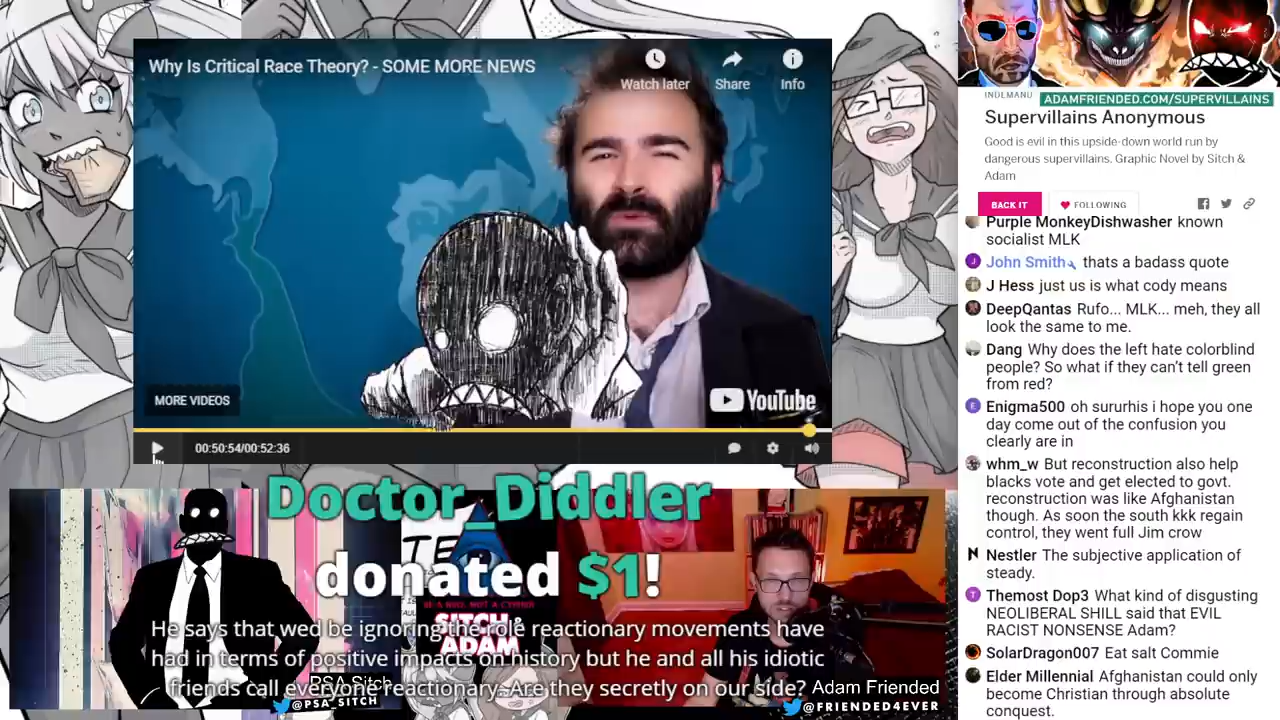 Why Is Critical Race Theory? - SOME MORE NEWS
Watch later
Share
Info
MORE VIDEOS
YouTube
00:50:54/00:52:36
Doctor_Diddler
donated $1!
He says that wed be ignoring the role reactionary movements have
had in terms of positive impacts on history but he and all his idiotic
friends call everyone reactionary. Are they secretly on our side?
SITCH &
ADAM
PSA Sitch
@PSA_SITCH
Adam Friended
@FRIENDED4EVER
INDEMAND
ADAMFRIENDED.COM/SUPERVILLAINS
Supervillains Anonymous
Good is evil in this upside-down world run by
dangerous supervillains. Graphic Novel by Sitch &
Adam
BACK IT
FOLLOWING
Purple MonkeyDishwasher known
socialist MLK
John Smith thats a badass quote
J Hess just us is what cody means
DeepQantas Rufo... MLK... meh, they all
look the same to me.
Dang Why does the left hate colorblind
people? So what if they can't tell green
from red?
Enigma500 oh sururhis i hope you one
day come out of the confusion you
clearly are in
whm_w But reconstruction also help
blacks vote and get elected to govt.
reconstruction was like Afghanistan
though. As soon the south kkk regain
control, they went full Jim crow
Nestler The subjective application of
steady.
Themost Dop3 What kind of disgusting
NEOLIBERAL SHILL said that EVIL
RACIST NONSENSE Adam?
SolarDragon007 Eat salt Commie
Elder Millennial Afghanistan could only
become Christian through absolute
conquest.